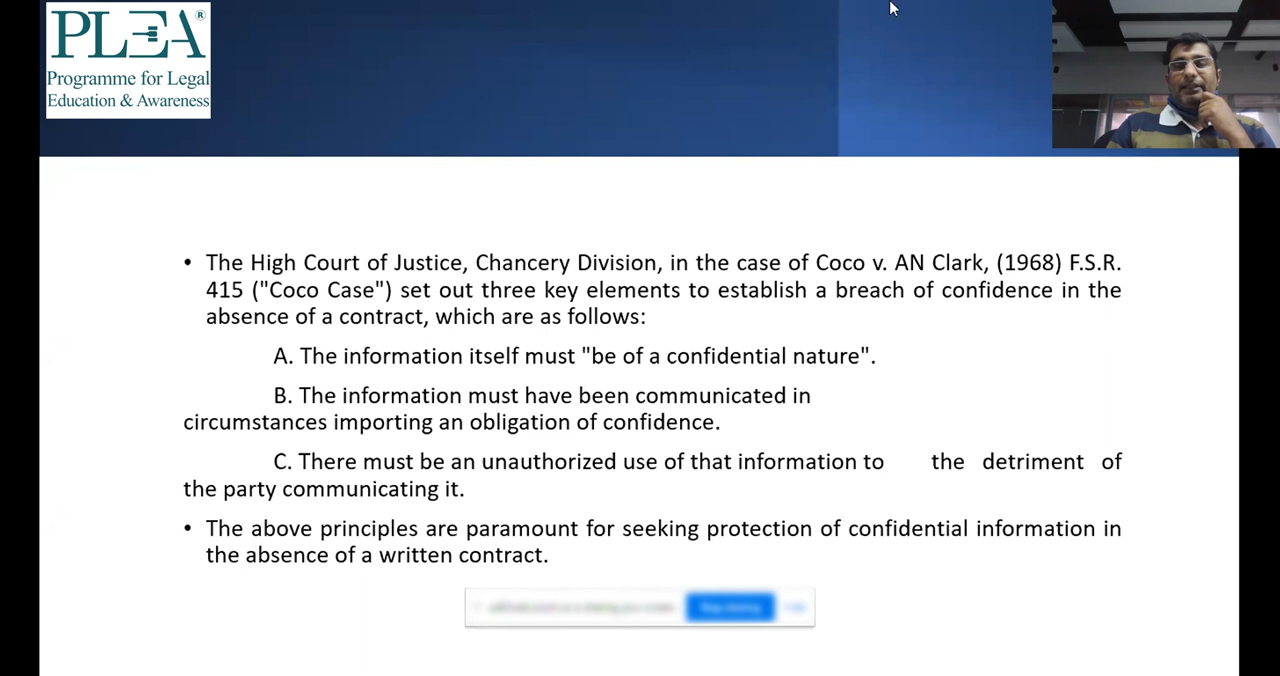 PLEA®
Programme for Legal
Education & Awareness
• The High Court of Justice, Chancery Division, in the case of Coco v. AN Clark, (1968) F.S.R.
415 ("Coco Case") set out three key elements to establish a breach of confidence in the
absence of a contract, which are as follows:
A. The information itself must "be of a confidential nature".
B. The information must have been communicated in
circumstances importing an obligation of confidence.
C. There must be an unauthorized use of that information to the detriment of
the party communicating it.
• The above principles are paramount for seeking protection of confidential information in
the absence of a written contract.